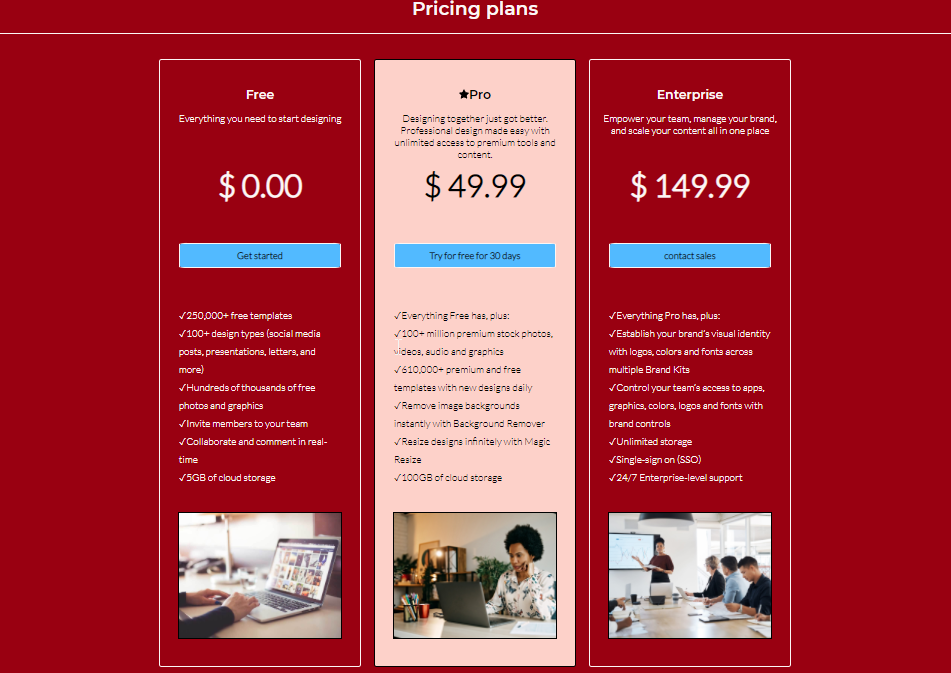 Pricing plans
Free
Everything you need to start designing
$ 0.00
Get started
✓250,000+ free templates
✓100+ design types (social media
posts, presentations, letters, and
more)
✓Hundreds of thousands of free
photos and graphics
✓Invite members to your team
✓Collaborate and comment in real-
time
✓5GB of cloud storage
★Pro
Designing together just got better.
Professional design made easy with
unlimited access to premium tools and
content.
$ 49.99
Try for free for 30 days
✓Everything Free has, plus:
✓100+ million premium stock photos,
videos, audio and graphics
✓610,000+ premium and free
templates with new designs daily
✓Remove image backgrounds
instantly with Background Remover
✓Resize designs infinitely with Magic
Resize
✓100GB of cloud storage
Enterprise
Empower your team, manage your brand,
and scale your content all in one place
$ 149.99
contact sales
✓Everything Pro has, plus:
✓Establish your brand's visual identity
with logos, colors and fonts across
multiple Brand Kits
✓Control your team's access to apps,
graphics, colors, logos and fonts with
brand controls
✓Unlimited storage
✓Single-sign on (SSO)
✓24/7 Enterprise-level support